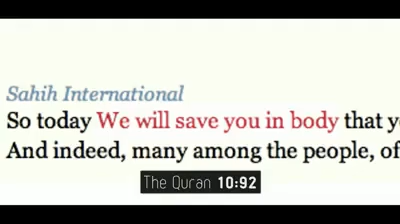 Sahih International
So today We will save you in body that
And indeed, many among the people, of
The Quran 10:92